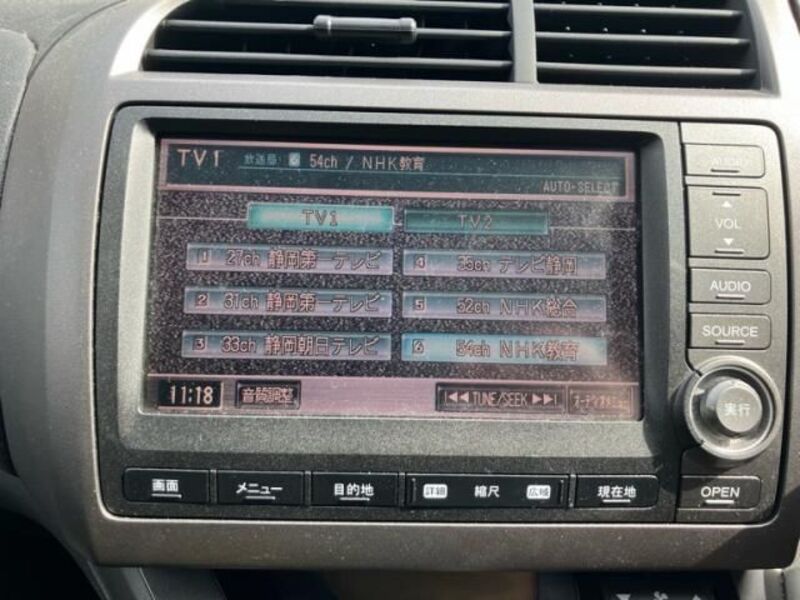 TV1 放送局: 6 54ch / NHK教育
AUTO-SELECT
TV1 TV2
1 27ch 静岡第一テレビ
4 35ch テレビ静岡
2 31ch 静岡第一テレビ
5 52ch NHK総合
3 33ch 静岡朝日テレビ
6 54ch NHK教育
11:18 音質調整 TUNE/SEEK
VOL
AUDIO
SOURCE
実行
画面 メニュー 目的地 詳細 縮尺 広域 現在地 OPEN